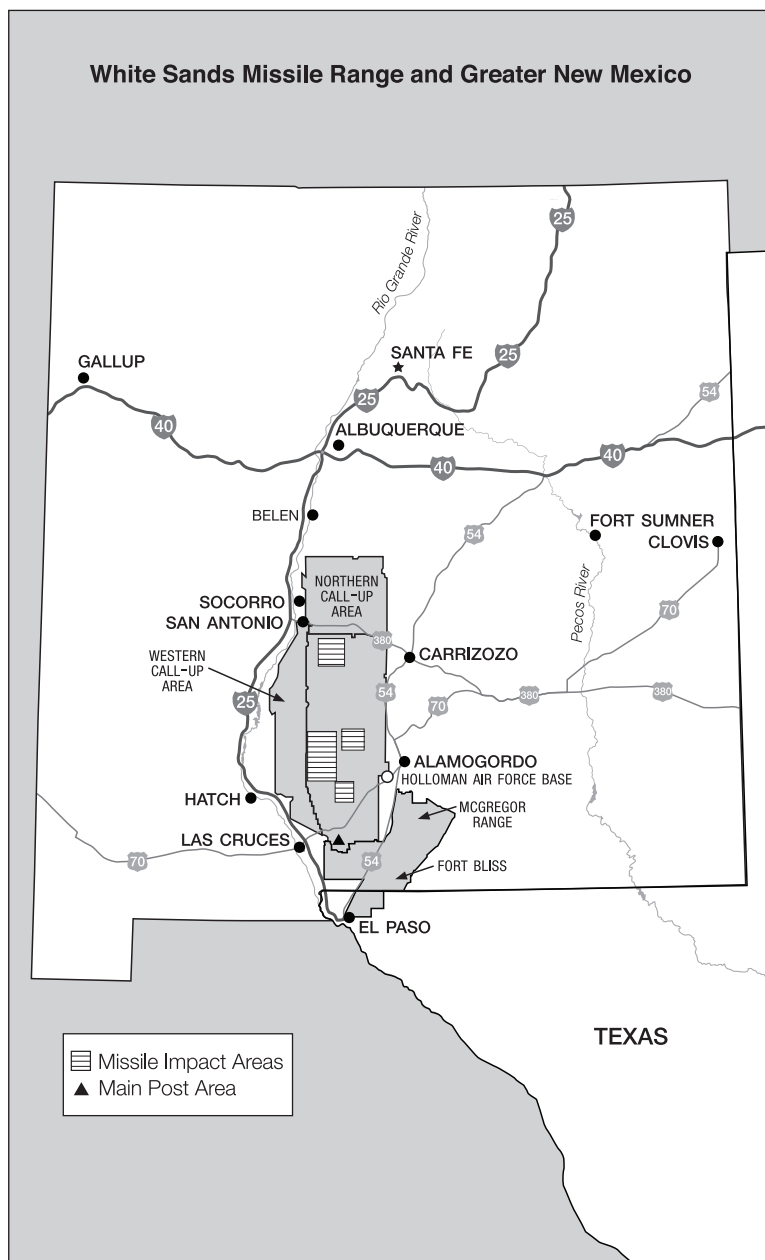 White Sands Missile Range and Greater New Mexico
25
Rio Grande River
SANTA FE
25
GALLUP
25
54
40
ALBUQUERQUE
40
40
BELEN
54
FORT SUMNER
CLOVIS
NORTHERN
CALL-UP
AREA
SOCORRO
SAN ANTONIO
Pecos River
70
380
CARRIZOZO
WESTERN
CALL-UP
AREA
25
54
70
380
380
ALAMOGORDO
HOLLOMAN AIR FORCE BASE
HATCH
MCGREGOR
RANGE
LAS CRUCES
70
54
FORT BLISS
EL PASO
TEXAS
Missile Impact Areas
Main Post Area